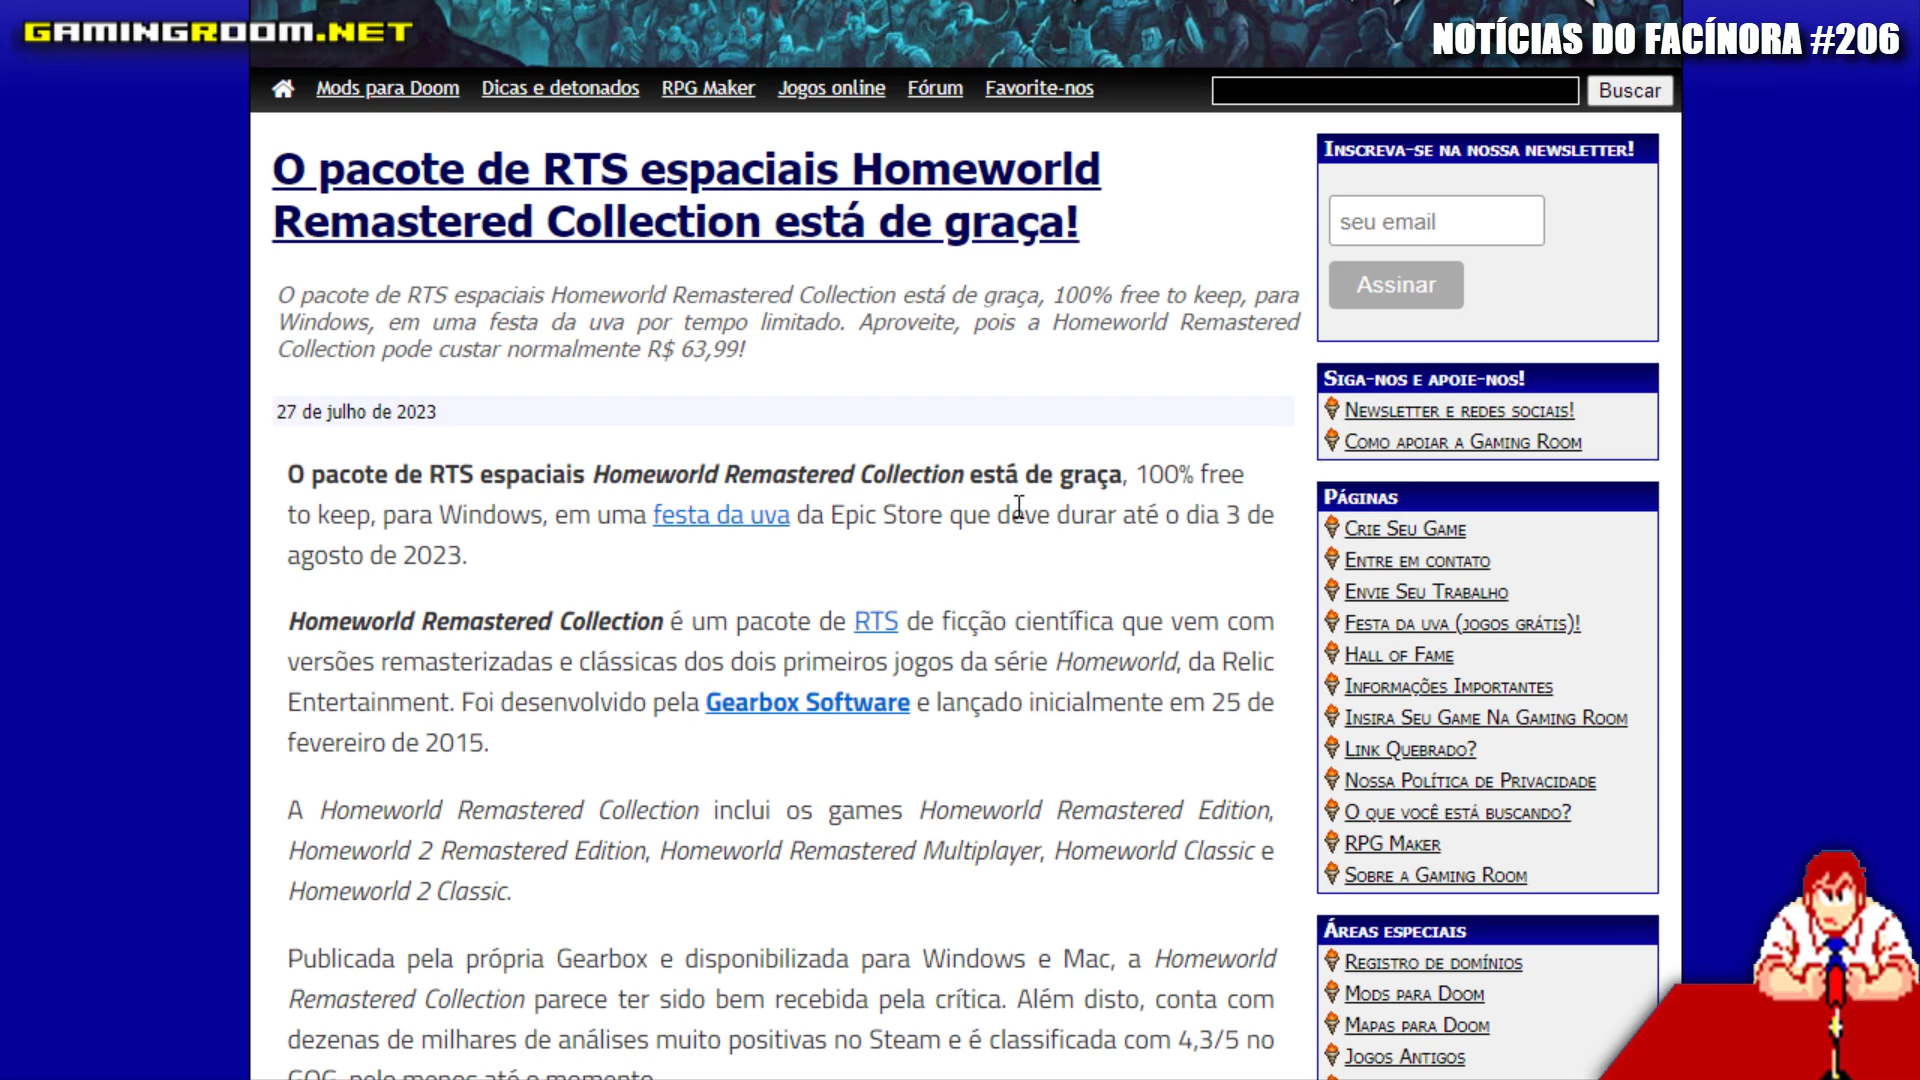 GAMINGROOM.NET
NOTÍCIAS DO FACÍNORA #206
Mods para Doom Dicas e detonados RPG Maker Jogos online Fórum Favorite-nos
Buscar
O pacote de RTS espaciais Homeworld
Remastered Collection está de graça!
O pacote de RTS espaciais Homeworld Remastered Collection está de graça, 100% free to keep, para
Windows, em uma festa da uva por tempo limitado. Aproveite, pois a Homeworld Remastered
Collection pode custar normalmente R$ 63,99!
27 de julho de 2023
O pacote de RTS espaciais Homeworld Remastered Collection está de graça, 100% free
to keep, para Windows, em uma festa da uva da Epic Store que deve durar até o dia 3 de
agosto de 2023.
Homeworld Remastered Collection é um pacote de RTS de ficção científica que vem com
versões remasterizadas e clássicas dos dois primeiros jogos da série Homeworld, da Relic
Entertainment. Foi desenvolvido pela Gearbox Software e lançado inicialmente em 25 de
fevereiro de 2015.
A Homeworld Remastered Collection inclui os games Homeworld Remastered Edition,
Homeworld 2 Remastered Edition, Homeworld Remastered Multiplayer, Homeworld Classic e
Homeworld 2 Classic.
Publicada pela própria Gearbox e disponibilizada para Windows e Mac, a Homeworld
Remastered Collection parece ter sido bem recebida pela crítica. Além disto, conta com
dezenas de milhares de análises muito positivas no Steam e é classificada com 4,3/5 no
GOG, pelo menos até o momento.
Inscreva-se na nossa newsletter!
seu email
Assinar
Siga-nos e apoie-nos!
Newsletter e redes sociais!
Como apoiar a Gaming Room
Páginas
Crie Seu Game
Entre em contato
Envie Seu Trabalho
Festa da uva (jogos grátis)!
Hall of Fame
Informações Importantes
Insira Seu Game Na Gaming Room
Link Quebrado?
Nossa Política de Privacidade
O que você está buscando?
RPG Maker
Sobre a Gaming Room
Áreas especiais
Registro de domínios
Mods para Doom
Mapas para Doom
Jogos Antigos